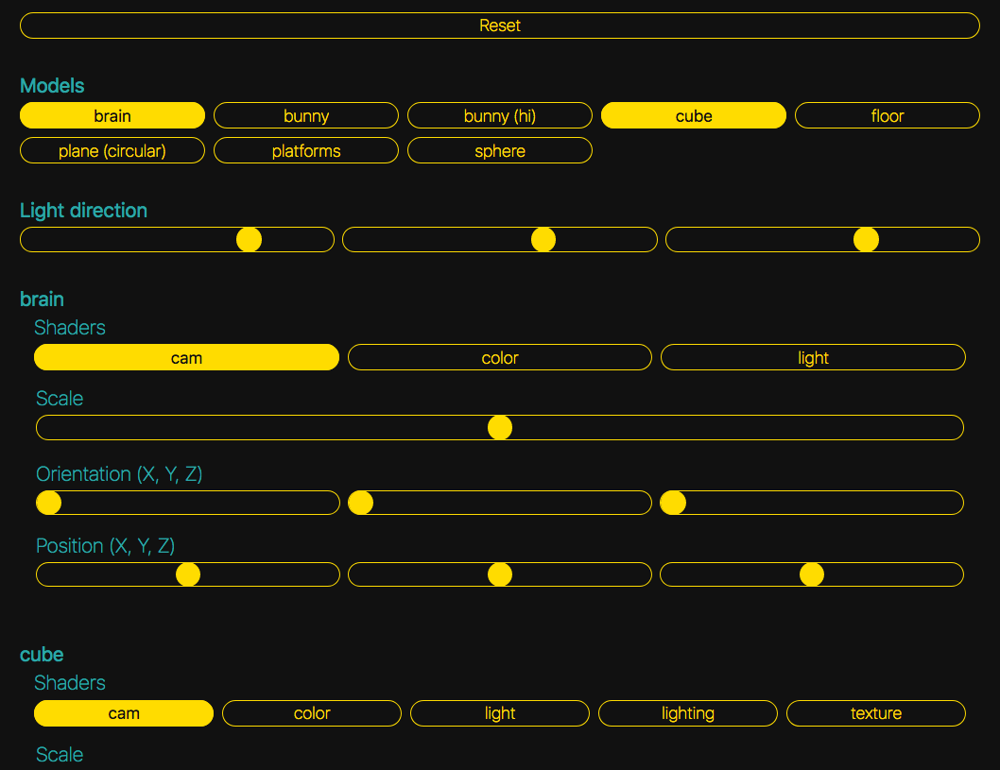 Reset
Models
brain bunny bunny (hi) cube floor
plane (circular) platforms sphere
Light direction
brain
Shaders
cam color light
Scale
Orientation (X, Y, Z)
Position (X, Y, Z)
cube
Shaders
cam color light lighting texture
Scale